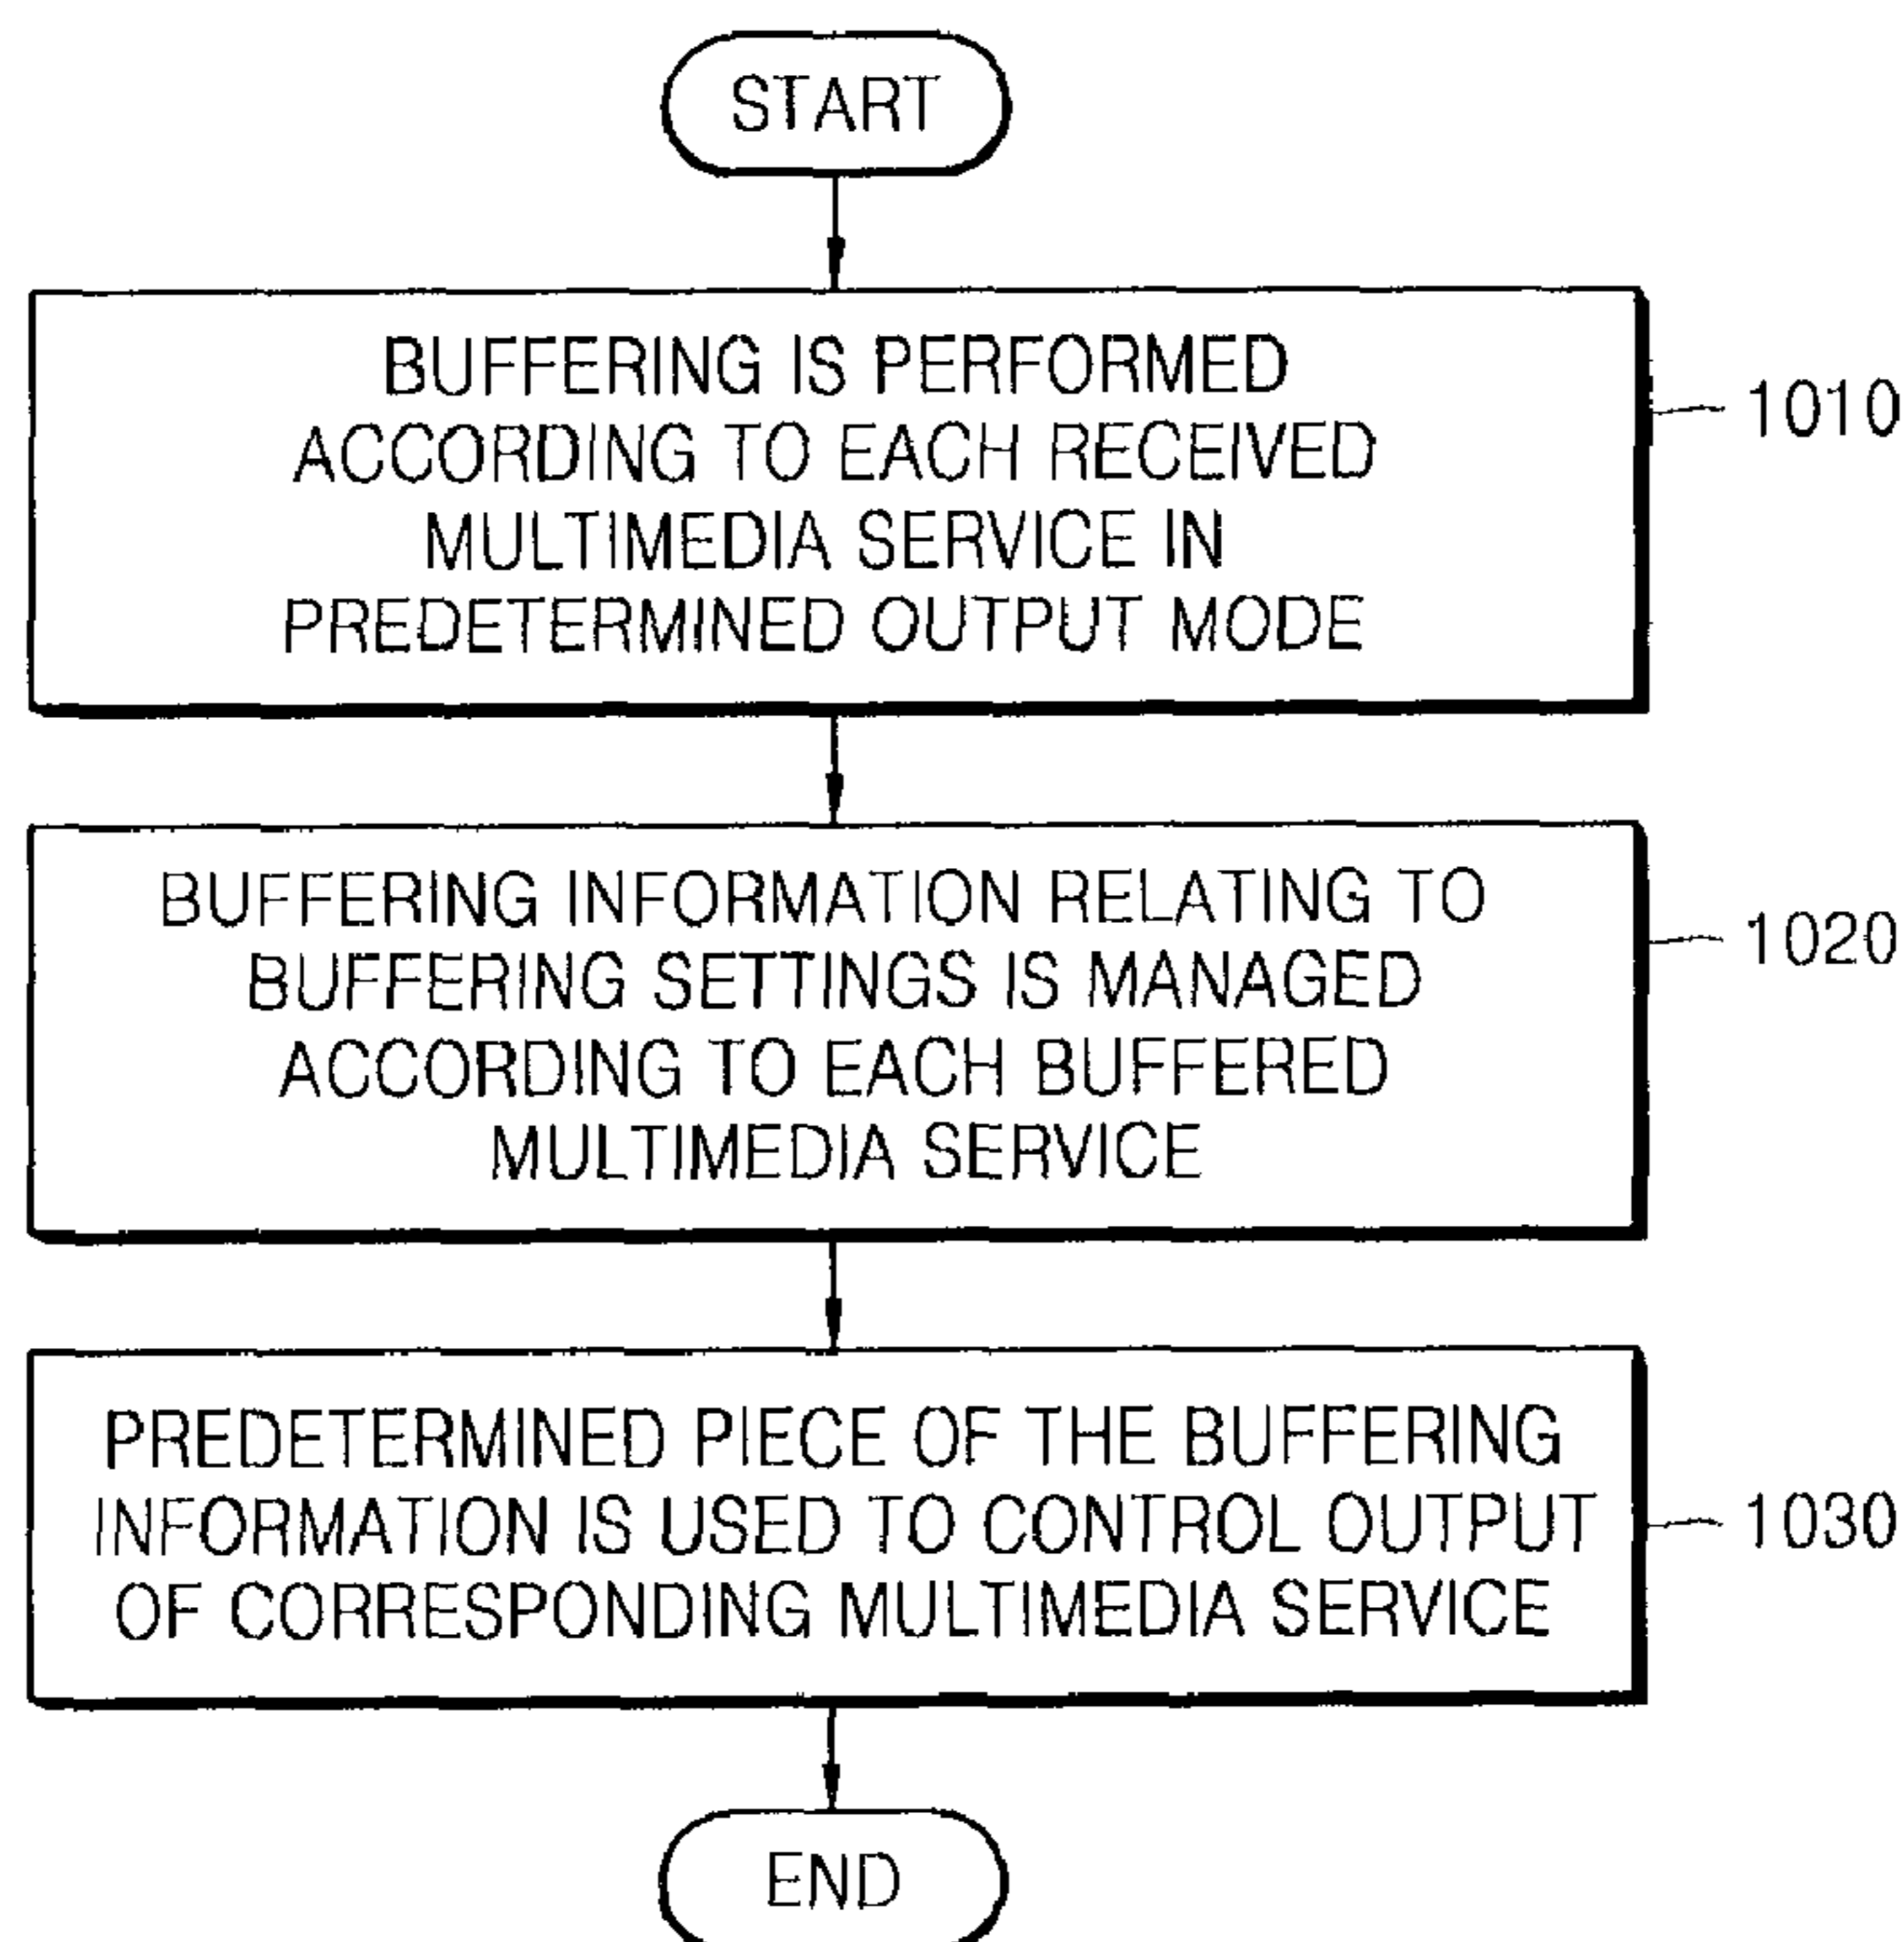 START
BUFFERING IS PERFORMED
ACCORDING TO EACH RECEIVED
MULTIMEDIA SERVICE IN
PREDETERMINED OUTPUT MODE
1010
BUFFERING INFORMATION RELATING TO
BUFFERING SETTINGS IS MANAGED
ACCORDING TO EACH BUFFERED
MULTIMEDIA SERVICE
1020
PREDETERMINED PIECE OF THE BUFFERING
INFORMATION IS USED TO CONTROL OUTPUT
OF CORRESPONDING MULTIMEDIA SERVICE
1030
END